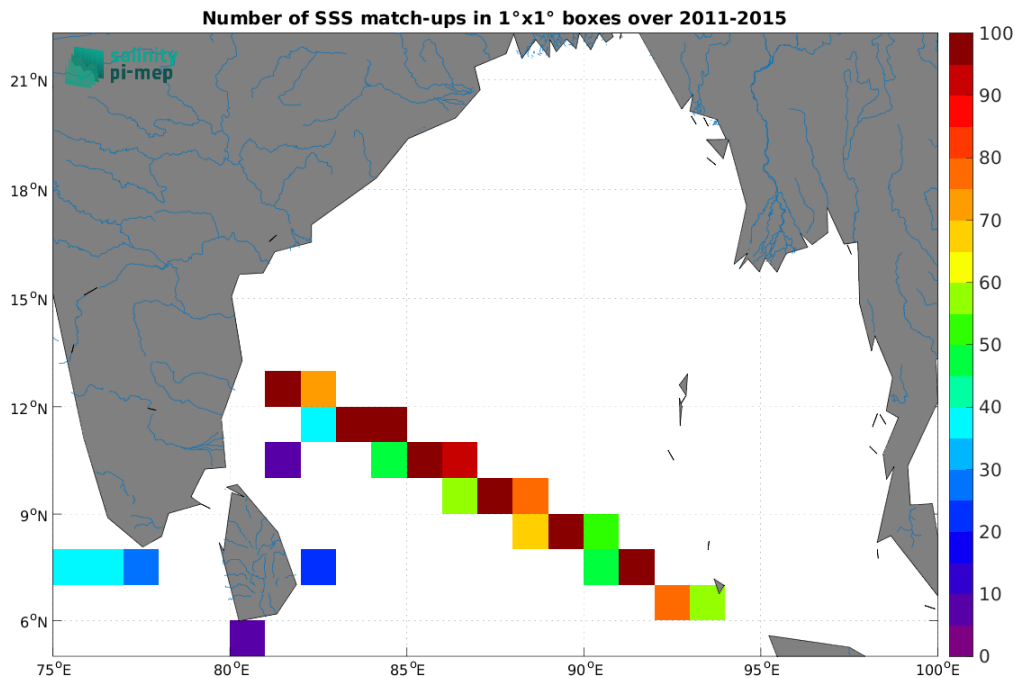 Number of SSS match-ups in 1°x1° boxes over 2011-2015
salinity
pi-mep
21°N
18°N
15°N
12°N
9°N
6°N
75°E 80°E 85°E 90°E 95°E 100°E
100
90
80
70
60
50
40
30
20
10
0